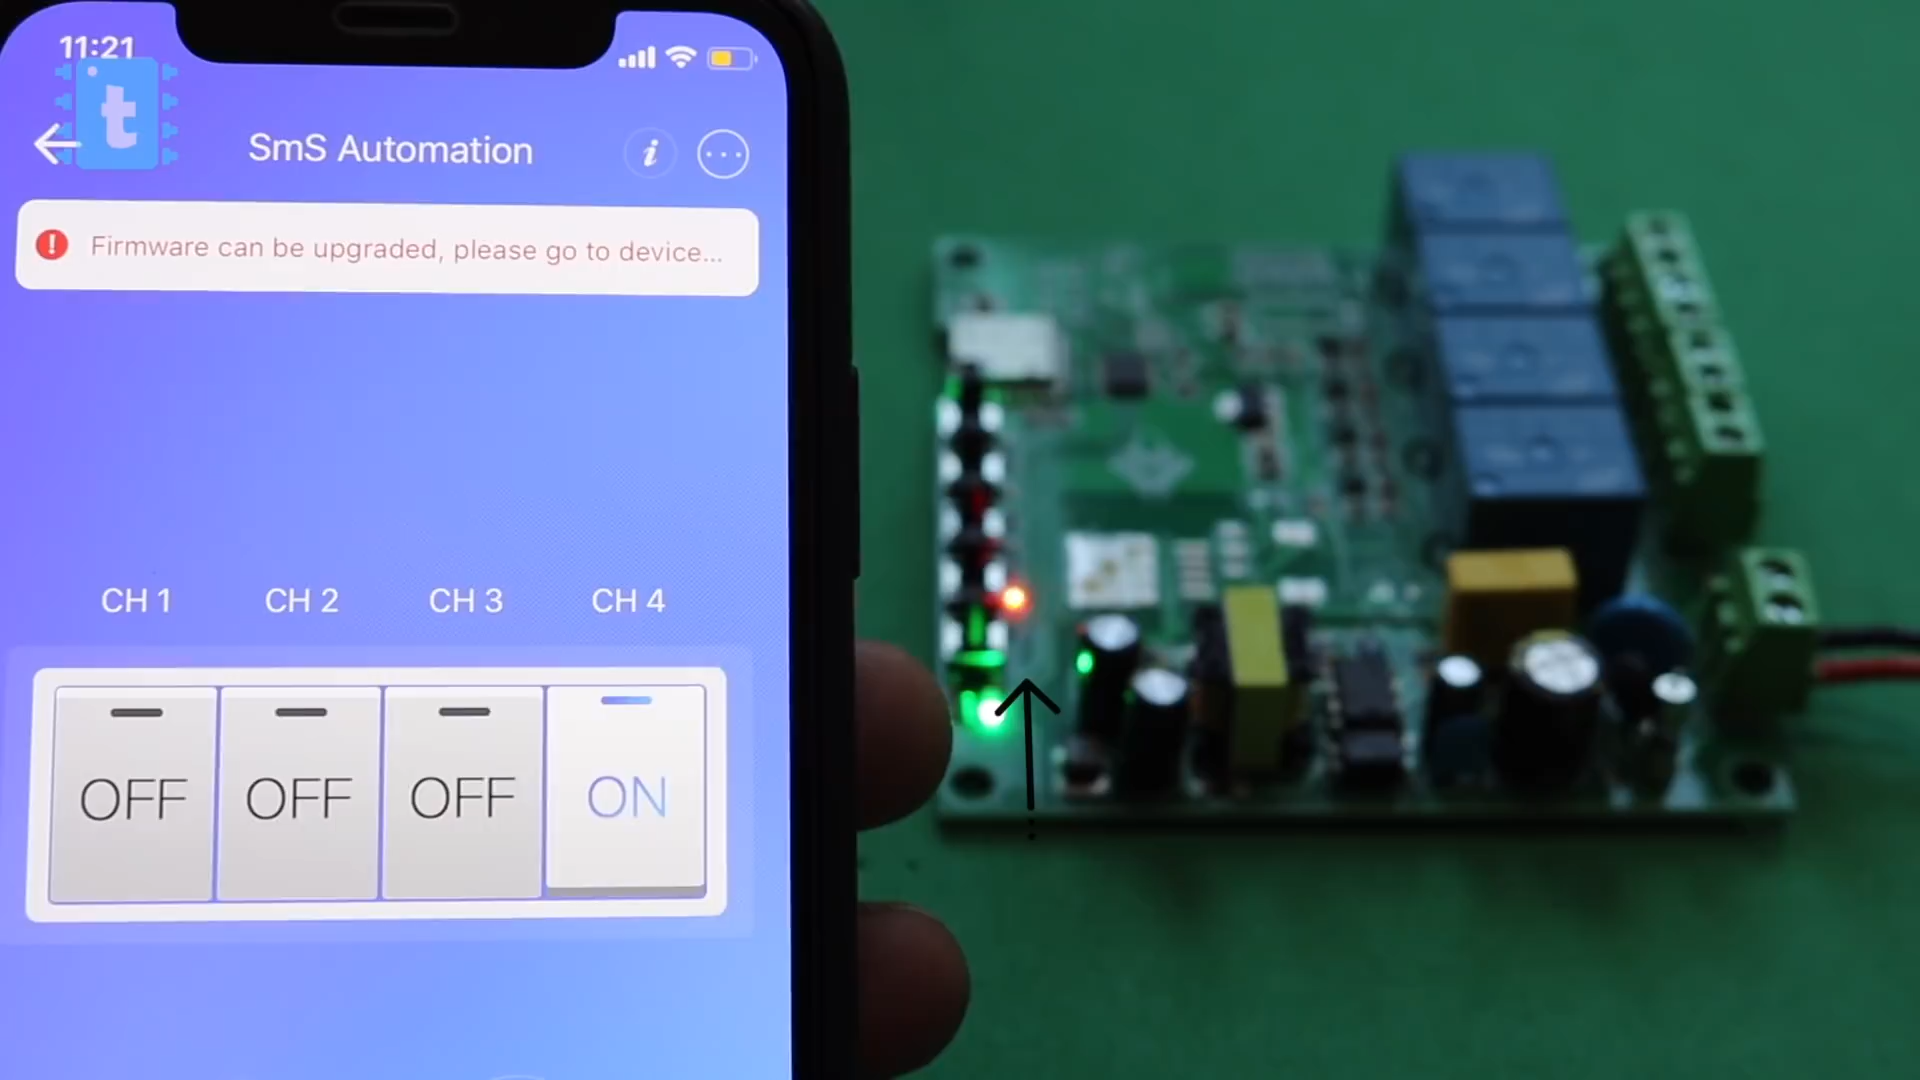 11:21
t
SmS Automation
i
Firmware can be upgraded, please go to device...
CH 1 CH 2 CH 3 CH 4
OFF OFF OFF ON